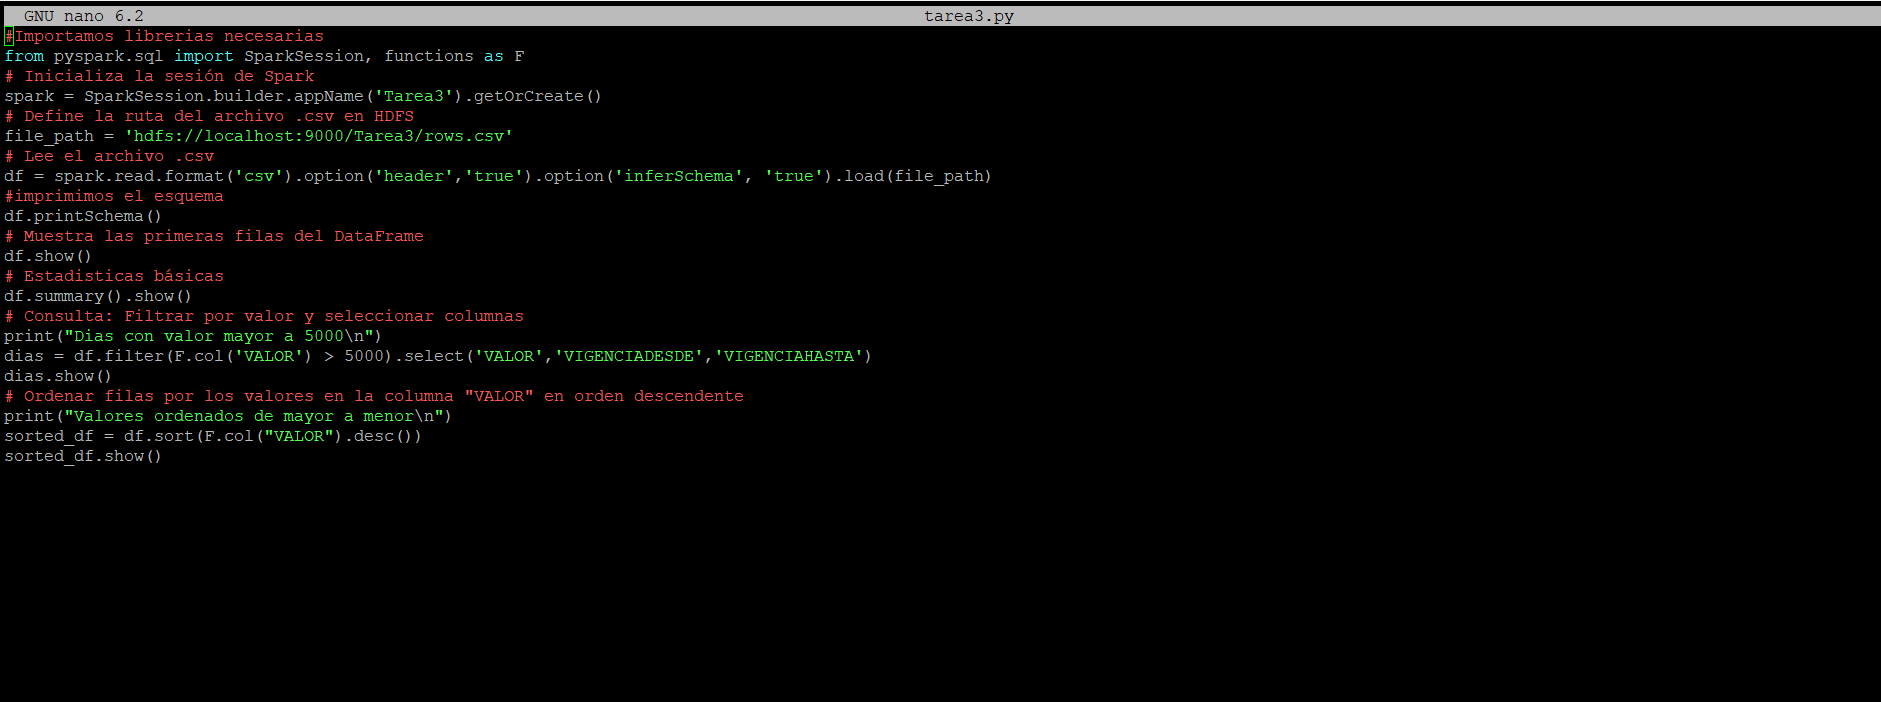 GNU nano 6.2 tarea3.py
#Importamos librerias necesarias
from pyspark.sql import SparkSession, functions as F
# Inicializa la sesión de Spark
spark = SparkSession.builder.appName('Tarea3').getOrCreate()
# Define la ruta del archivo .csv en HDFS
file_path = 'hdfs://localhost:9000/Tarea3/rows.csv'
# Lee el archivo .csv
df = spark.read.format('csv').option('header','true').option('inferSchema', 'true').load(file_path)
#imprimimos el esquema
df.printSchema()
# Muestra las primeras filas del DataFrame
df.show()
# Estadisticas básicas
df.summary().show()
# Consulta: Filtrar por valor y seleccionar columnas
print("Dias con valor mayor a 5000\n")
dias = df.filter(F.col('VALOR') > 5000).select('VALOR','VIGENCIADESDE','VIGENCIAHASTA')
dias.show()
# Ordenar filas por los valores en la columna "VALOR" en orden descendente
print("Valores ordenados de mayor a menor\n")
sorted_df = df.sort(F.col("VALOR").desc())
sorted_df.show()